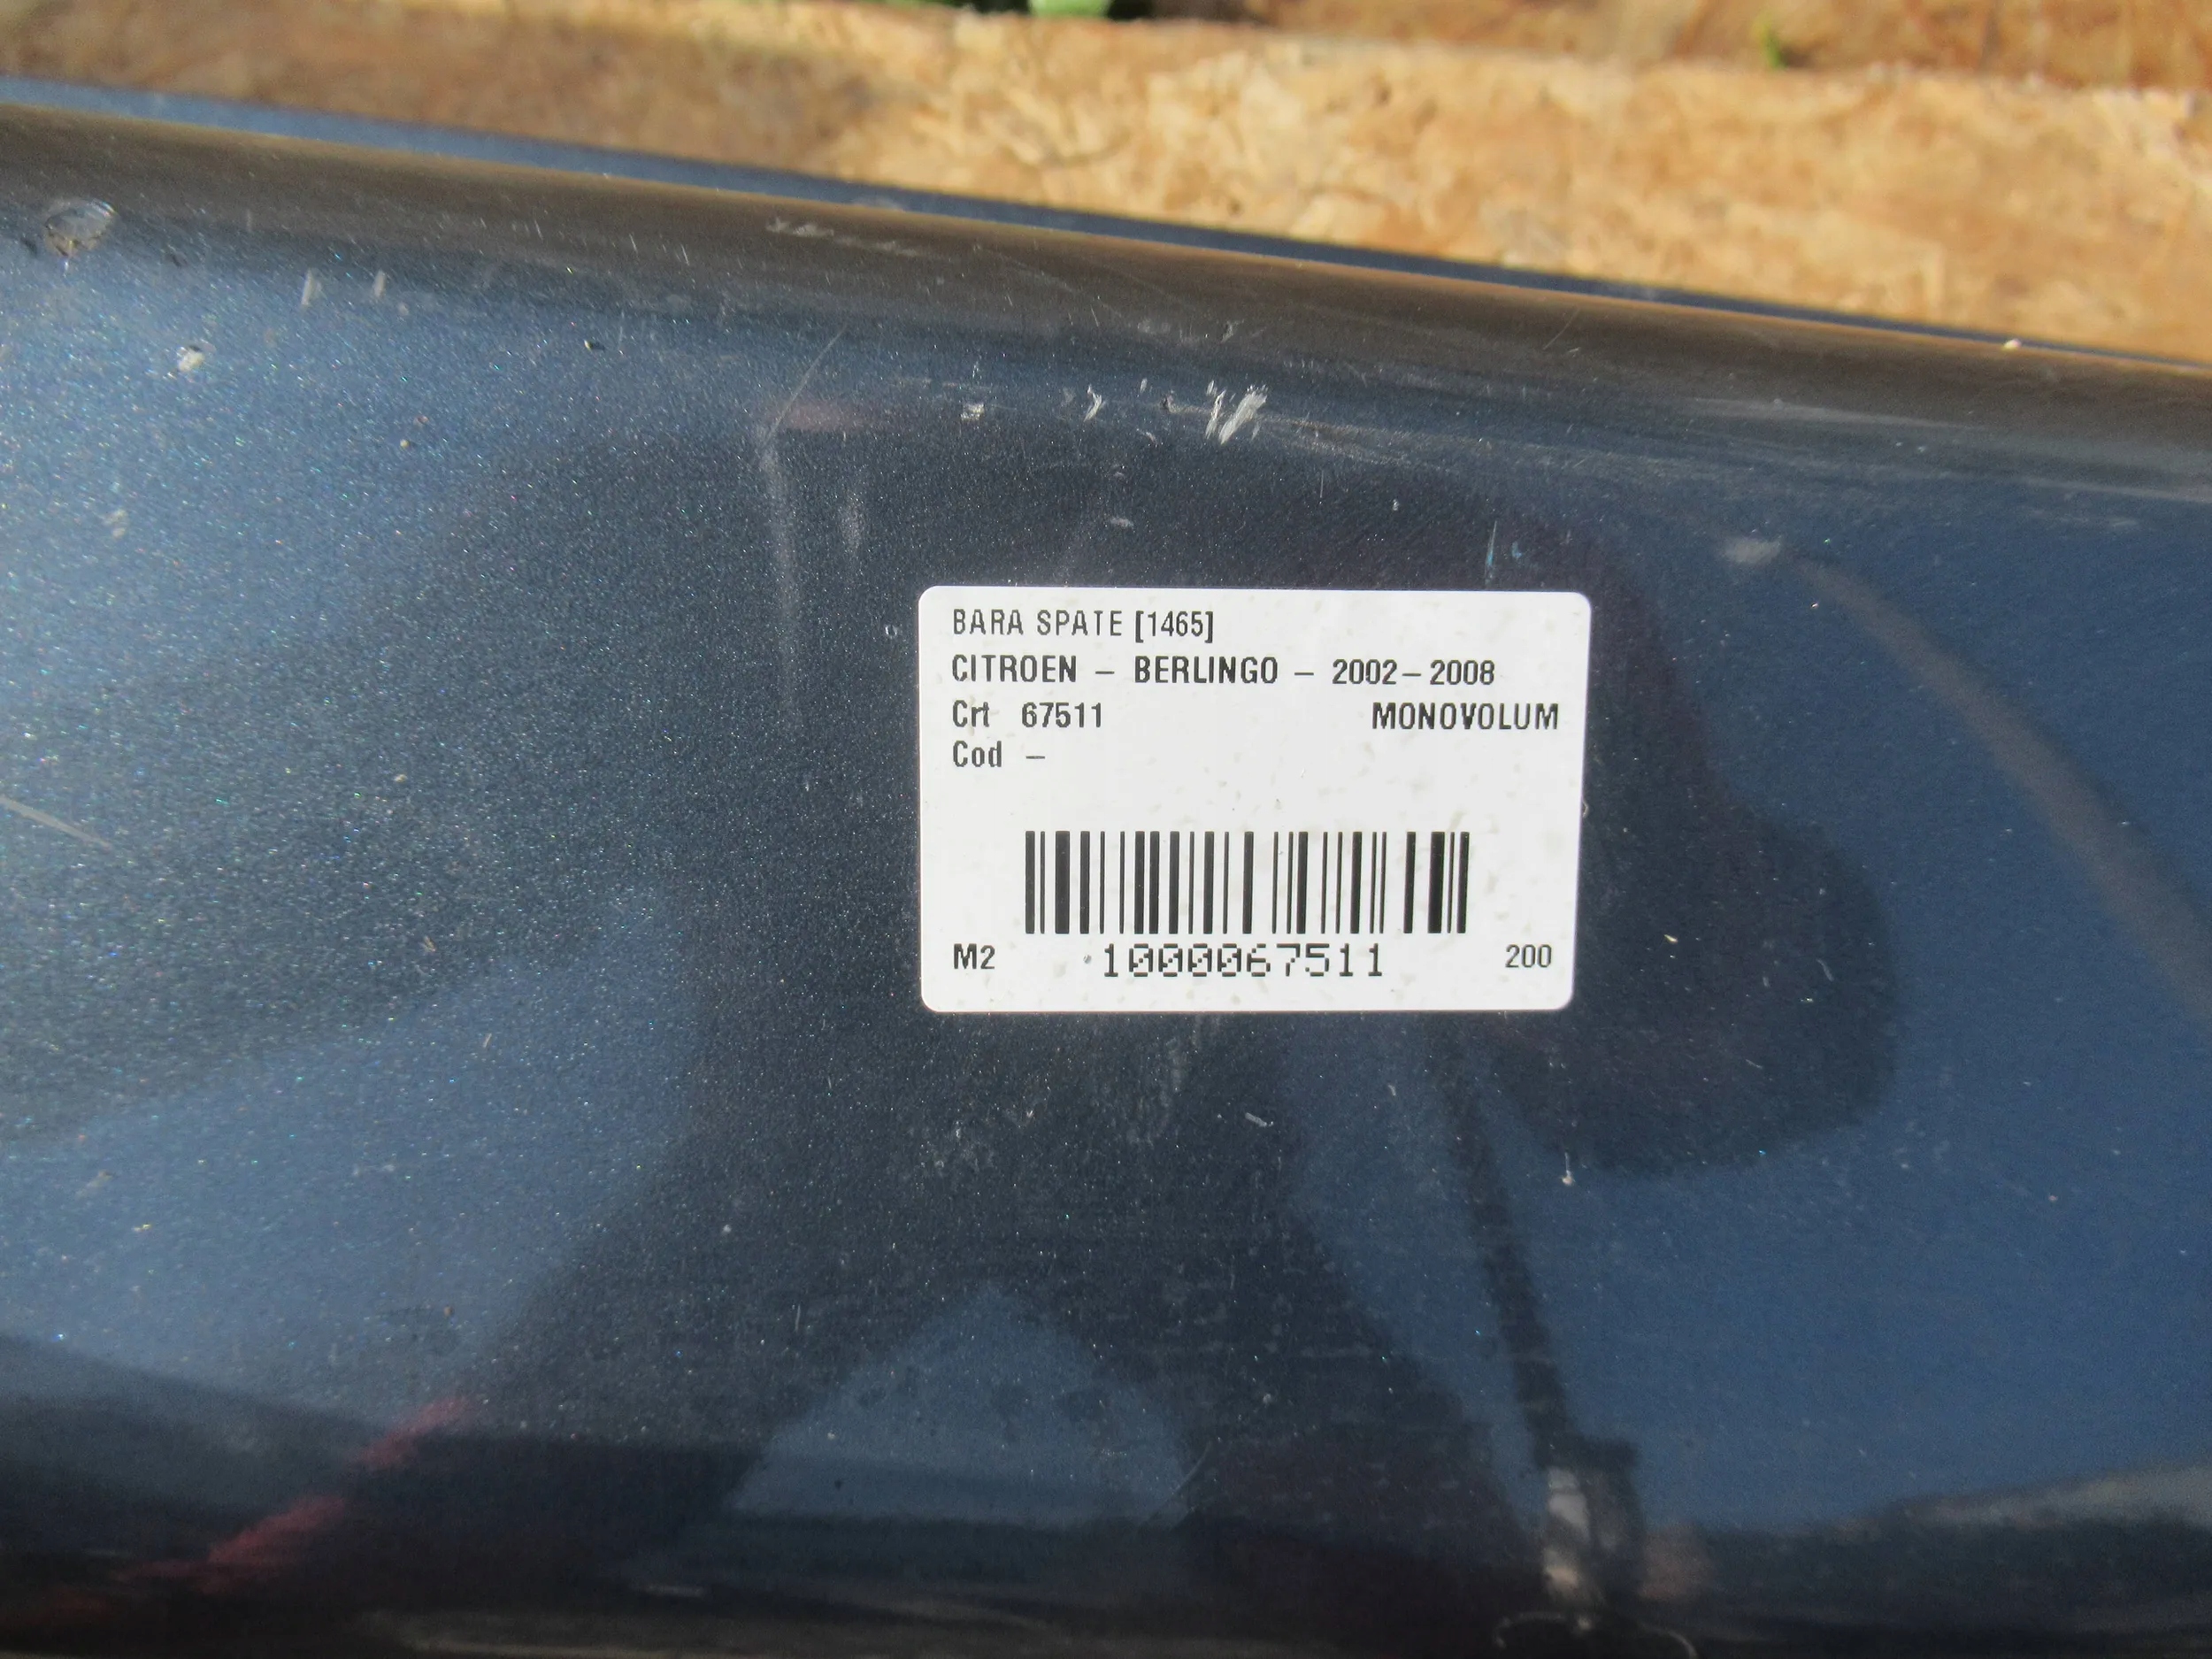 BARA SPATE [1465]
CITROEN - BERLINGO - 2002-2008
Crt 67511 MONOVOLUM
Cod -
M2 1000067511 200